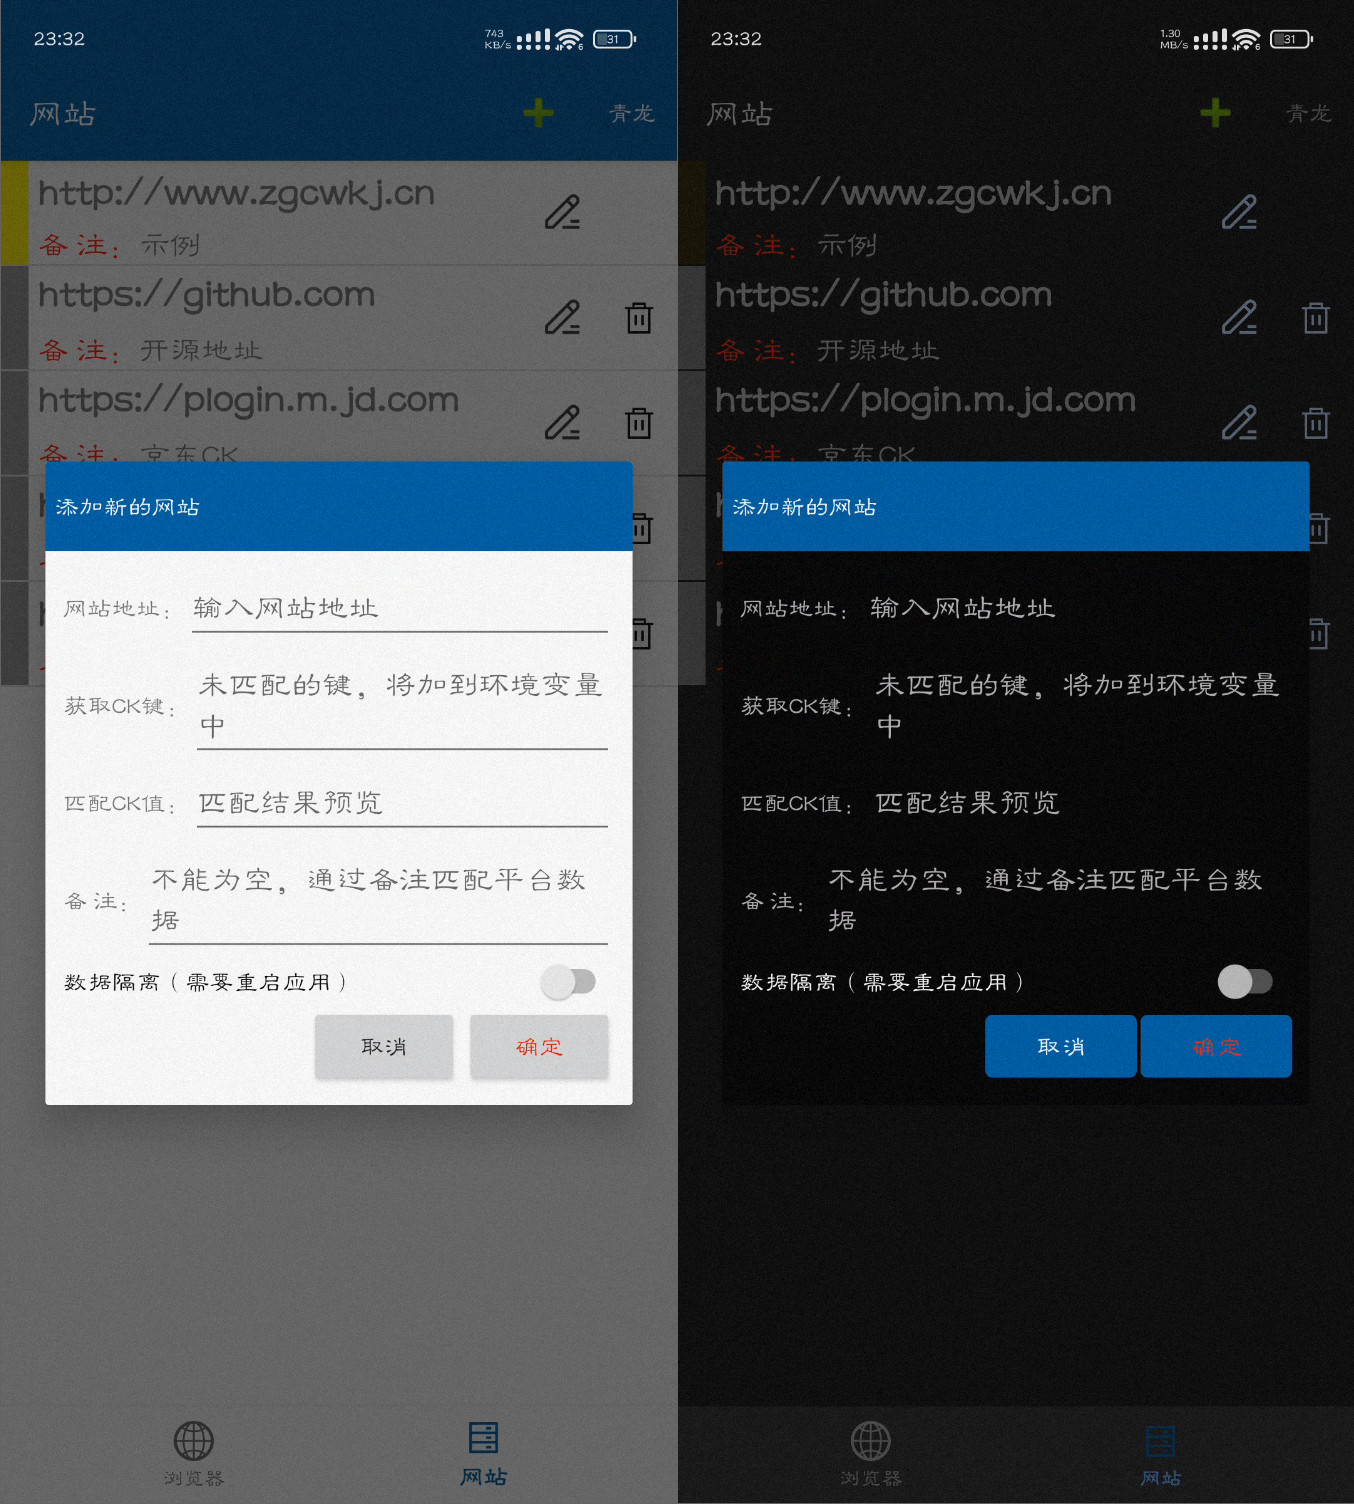 23:32
743
KB/s
6
31
网站
青龙
http://www.zgcwkj.cn
备注：示例
https://github.com
备注：开源地址
https://plogin.m.jd.com
备注：京东CK
添加新的网站
网站地址：输入网站地址
获取CK键：未匹配的键，将加到环境变量
中
匹配CK值：匹配结果预览
备注：不能为空，通过备注匹配平台数
据
数据隔离（需要重启应用）
取消
确定
浏览器
网站
23:32
1.30
MB/s
6
31
网站
青龙
http://www.zgcwkj.cn
备注：示例
https://github.com
备注：开源地址
https://plogin.m.jd.com
备注：京东CK
添加新的网站
网站地址：输入网站地址
获取CK键：未匹配的键，将加到环境变量
中
匹配CK值：匹配结果预览
备注：不能为空，通过备注匹配平台数
据
数据隔离（需要重启应用）
取消
确定
浏览器
网站